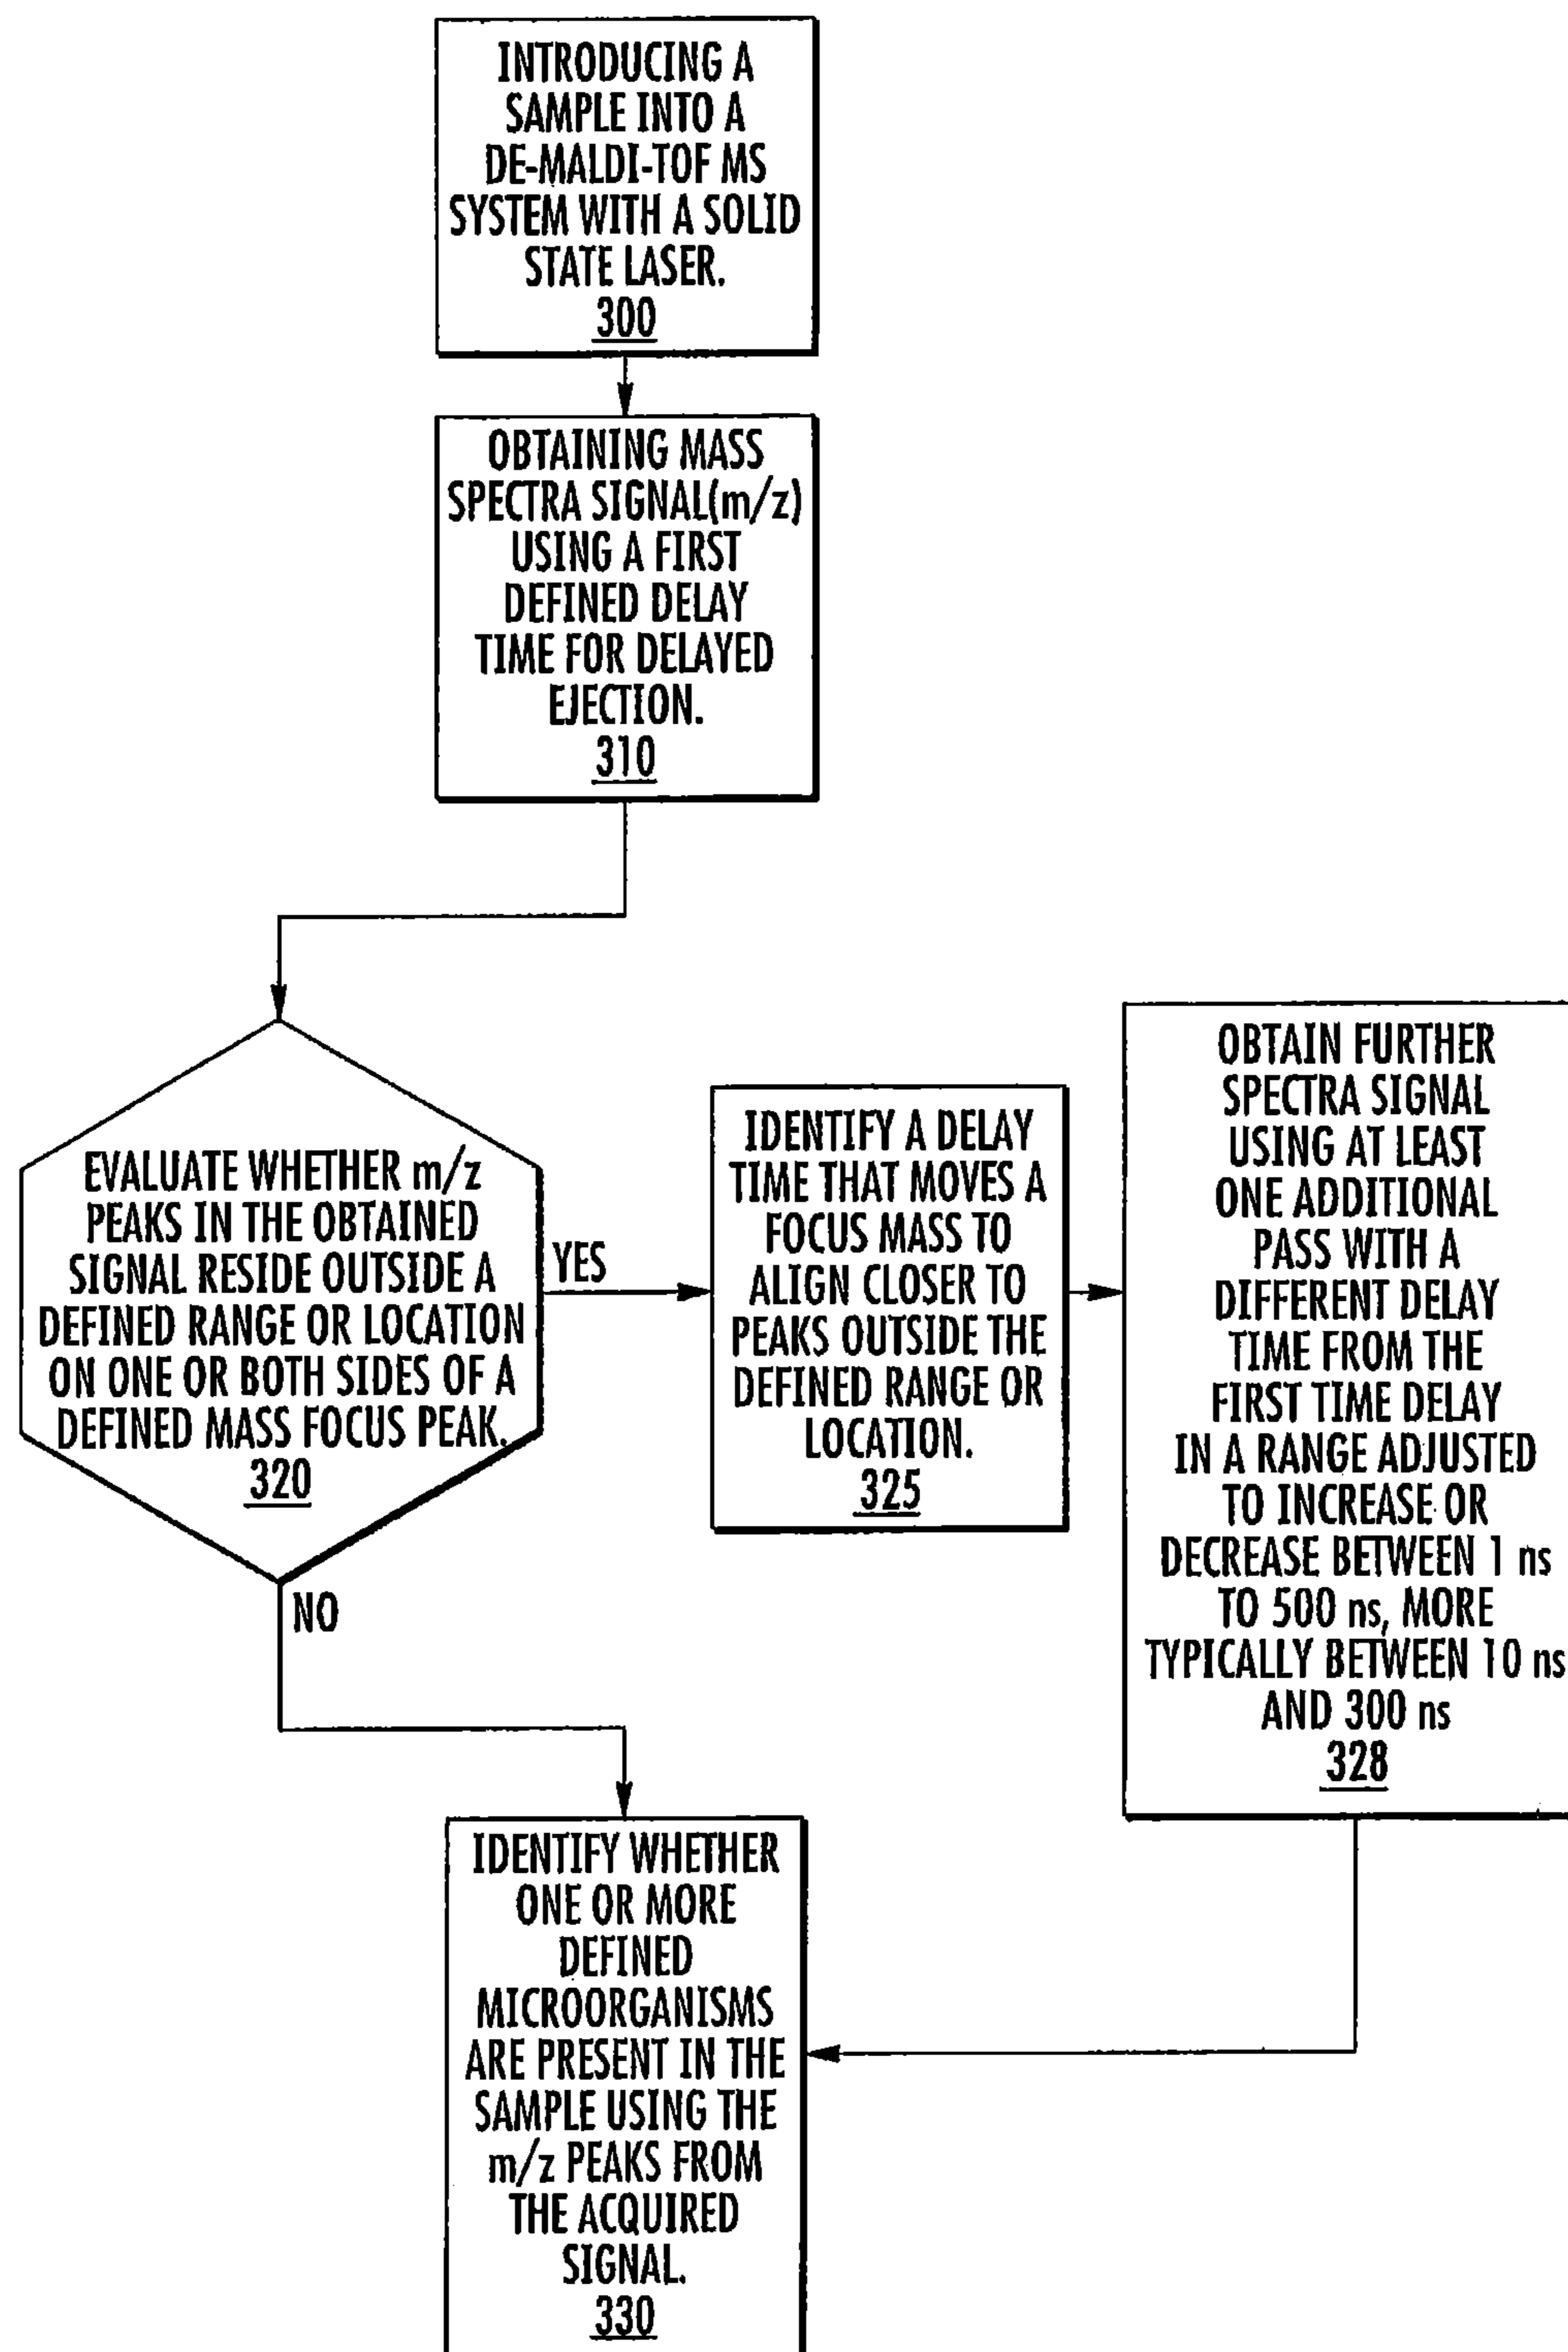 INTRODUCING A
SAMPLE INTO A
DE-MALDI-TOF MS
SYSTEM WITH A SOLID
STATE LASER.
300
OBTAINING MASS
SPECTRA SIGNAL(m/z)
USING A FIRST
DEFINED DELAY
TIME FOR DELAYED
EJECTION.
310
EVALUATE WHETHER m/z
PEAKS IN THE OBTAINED
SIGNAL RESIDE OUTSIDE A
DEFINED RANGE OR LOCATION
ON ONE OR BOTH SIDES OF A
DEFINED MASS FOCUS PEAK.
320
YES
IDENTIFY A DELAY
TIME THAT MOVES A
FOCUS MASS TO
ALIGN CLOSER TO
PEAKS OUTSIDE THE
DEFINED RANGE OR
LOCATION.
325
OBTAIN FURTHER
SPECTRA SIGNAL
USING AT LEAST
ONE ADDITIONAL
PASS WITH A
DIFFERENT DELAY
TIME FROM THE
FIRST TIME DELAY
IN A RANGE ADJUSTED
TO INCREASE OR
DECREASE BETWEEN 1 ns
TO 500 ns, MORE
TYPICALLY BETWEEN 10 ns
AND 300 ns
328
NO
IDENTIFY WHETHER
ONE OR MORE
DEFINED
MICROORGANISMS
ARE PRESENT IN THE
SAMPLE USING THE
m/z PEAKS FROM
THE ACQUIRED
SIGNAL.
330